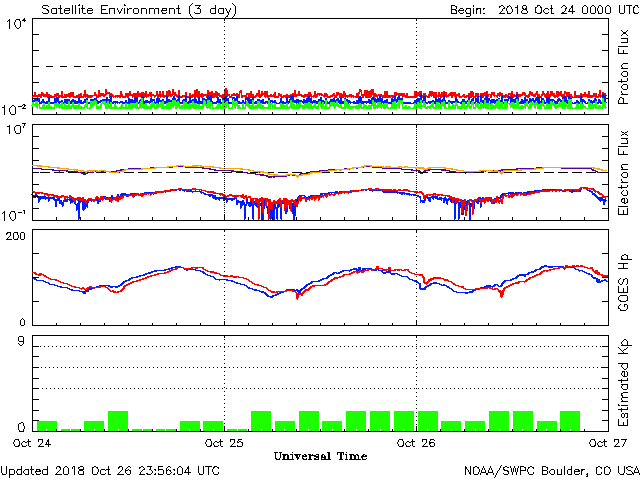 Satellite Environment (3 day) Begin: 2018 Oct 24 0000 UTC
10⁴
10⁻²
Proton Flux
10⁷
10⁻¹
Electron Flux
200
0
GOES Hp
9
0
Estimated Kp
Oct 24 Oct 25 Oct 26 Oct 27
Universal Time
Updated 2018 Oct 26 23:56:04 UTC NOAA/SWPC Boulder, CO USA